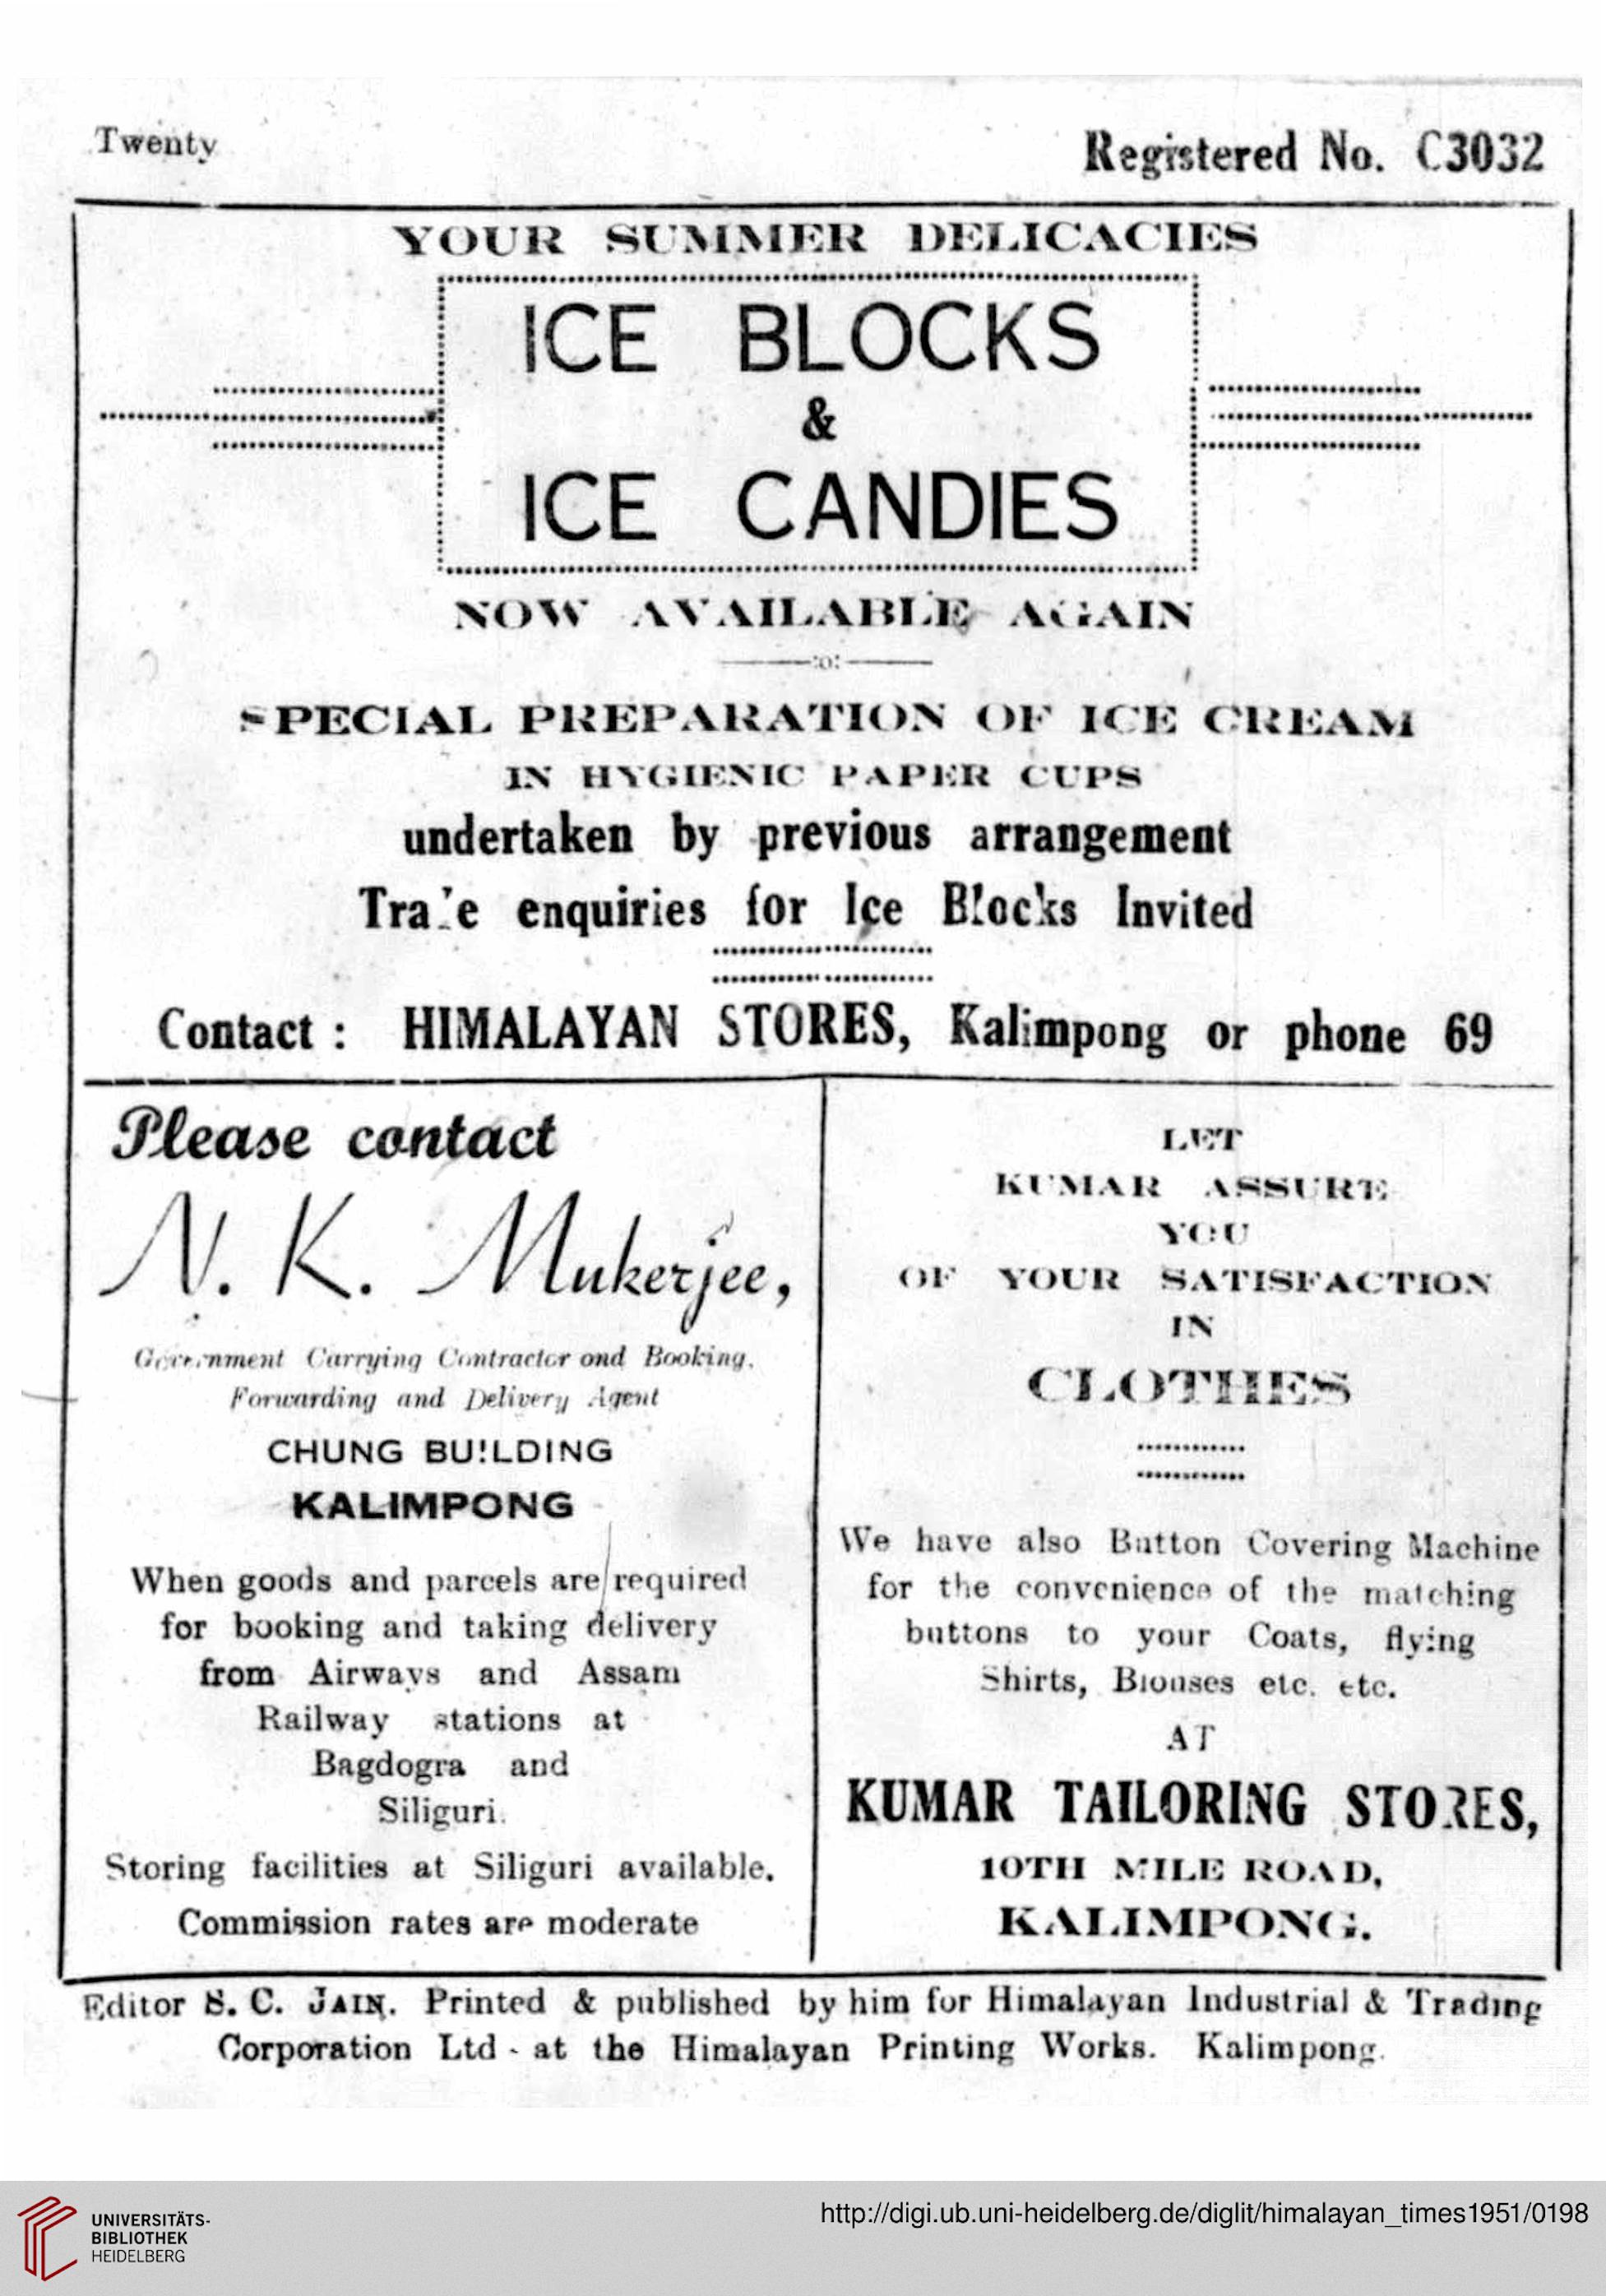 Twenty
Registered No. C3032
YOUR SUMMER DELICACIES
ICE BLOCKS
&
ICE CANDIES
NOW AVAILABLE AGAIN
:o:
SPECIAL PREPARATION OF ICE CREAM
IN HYGIENIC PAPER CUPS
undertaken by previous arrangement
Trade enquiries for Ice Blocks Invited
Contact : HIMALAYAN STORES, Kalimpong or phone 69
Please contact
N. K. Mukerjee,
Government Carrying Contractor ond Booking,
Forwarding and Delivery Agent
CHUNG BUILDING
KALIMPONG
When goods and parcels are required
for booking and taking delivery
from Airways and Assam
Railway stations at
Bagdogra and
Siliguri.
Storing facilities at Siliguri available.
Commission rates are moderate
LET
KUMAR ASSURE
YOU
OF YOUR SATISFACTION
IN
CLOTHES
We have also Button Covering Machine
for the convenience of the matching
buttons to your Coats, flying
Shirts, Blouses etc. etc.
AT
KUMAR TAILORING STORES,
10TH MILE ROAD,
KALIMPONG.
Editor S. C. JAIN. Printed & published by him for Himalayan Industrial & Trading
Corporation Ltd - at the Himalayan Printing Works. Kalimpong.
UNIVERSITÄTS-
BIBLIOTHEK
HEIDELBERG
http://digi.ub.uni-heidelberg.de/diglit/himalayan_times1951/0198